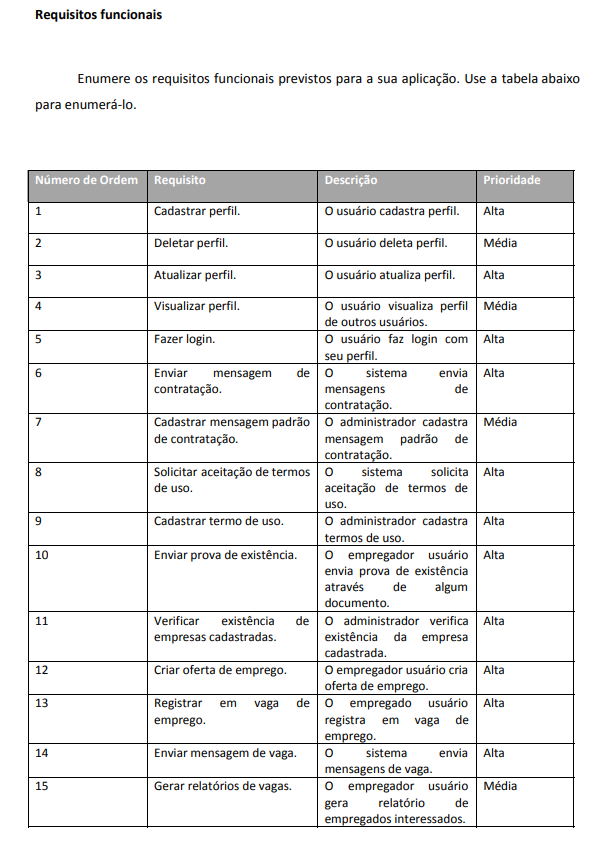 Requisitos funcionais
Enumere os requisitos funcionais previstos para a sua aplicação. Use a tabela abaixo
para enumerá-lo.
Número de Ordem Requisito Descrição Prioridade
1 Cadastrar perfil. O usuário cadastra perfil. Alta
2 Deletar perfil. O usuário deleta perfil. Média
3 Atualizar perfil. O usuário atualiza perfil. Alta
4 Visualizar perfil. O usuário visualiza perfil Média
de outros usuários.
5 Fazer login. O usuário faz login com Alta
seu perfil.
6 Enviar mensagem de O sistema envia Alta
contratação. mensagens de
contratação.
7 Cadastrar mensagem padrão O administrador cadastra Média
de contratação. mensagem padrão de
contratação.
8 Solicitar aceitação de termos O sistema solicita Alta
de uso. aceitação de termos de
uso.
9 Cadastrar termo de uso. O administrador cadastra Alta
termos de uso.
10 Enviar prova de existência. O empregador usuário Alta
envia prova de existência
através de algum
documento.
11 Verificar existência de O administrador verifica Alta
empresas cadastradas. existência da empresa
cadastrada.
12 Criar oferta de emprego. O empregador usuário cria Alta
oferta de emprego.
13 Registrar em vaga de O empregado usuário Alta
emprego. registra em vaga de
emprego.
14 Enviar mensagem de vaga. O sistema envia Alta
mensagens de vaga.
15 Gerar relatórios de vagas. O empregador usuário Média
gera relatório de
empregados interessados.